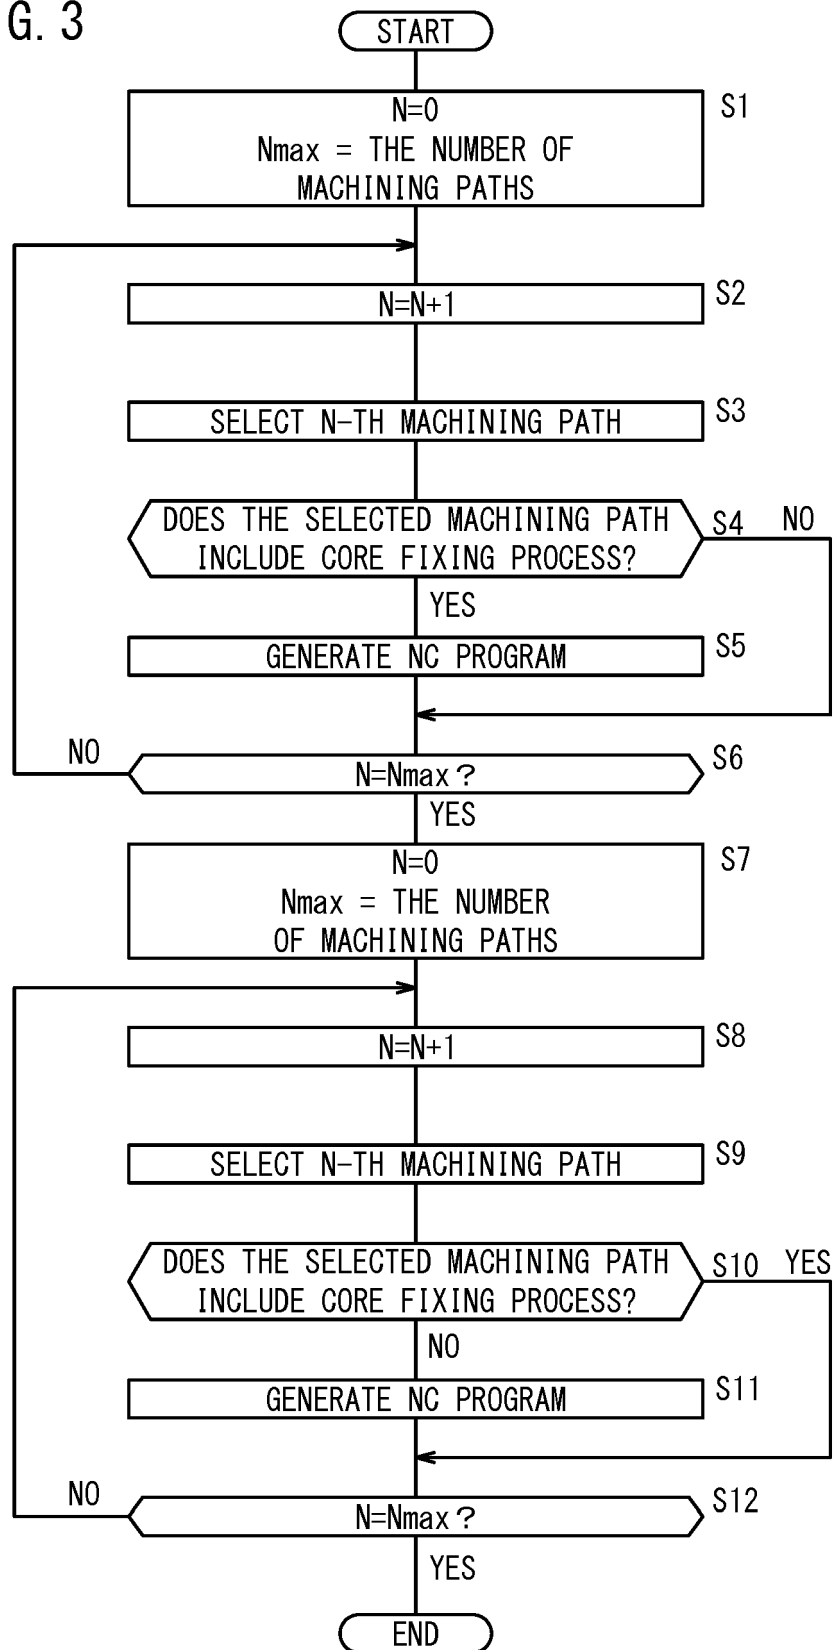 G. 3
START
N=0
S1
Nmax = THE NUMBER OF
MACHINING PATHS
N=N+1
S2
SELECT N-TH MACHINING PATH
S3
DOES THE SELECTED MACHINING PATH
S4
NO
INCLUDE CORE FIXING PROCESS?
YES
GENERATE NC PROGRAM
S5
NO
N=Nmax?
S6
YES
N=0
S7
Nmax = THE NUMBER
OF MACHINING PATHS
N=N+1
S8
SELECT N-TH MACHINING PATH
S9
DOES THE SELECTED MACHINING PATH
S10
YES
INCLUDE CORE FIXING PROCESS?
NO
GENERATE NC PROGRAM
S11
NO
N=Nmax?
S12
YES
END